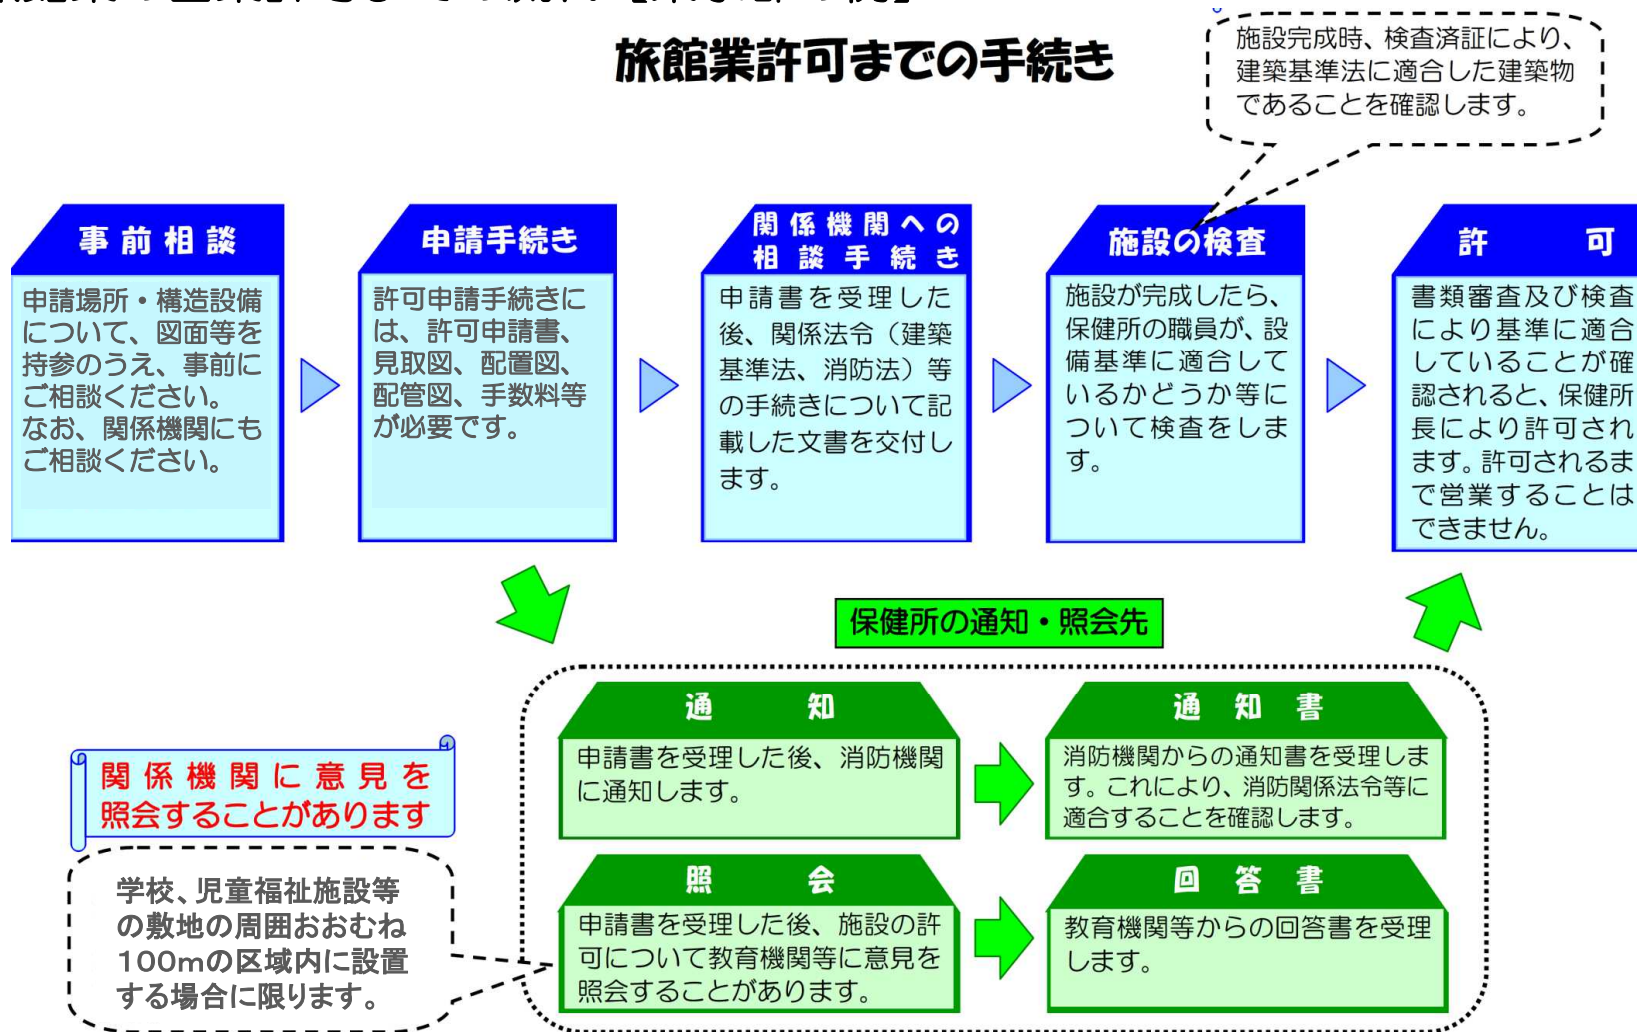 旅館業許可までの手続き
施設完成時、検査済証により、
建築基準法に適合した建築物
であることを確認します。
事前相談
申請場所・構造設備
について、図面等を
持参のうえ、事前に
ご相談ください。
なお、関係機関にも
ご相談ください。
申請手続き
許可申請手続きに
は、許可申請書、
見取図、配置図、
配管図、手数料等
が必要です。
関係機関への
相談手続き
申請書を受理した
後、関係法令（建築
基準法、消防法）等
の手続きについて記
載した文書を交付し
ます。
施設の検査
施設が完成したら、
保健所の職員が、設
備基準に適合して
いるかどうか等に
ついて検査をしま
す。
許可
書類審査及び検査
により基準に適合
していることが確
認されると、保健所
長により許可され
ます。許可されるま
で営業することは
できません。
保健所の通知・照会先
通知
申請書を受理した後、消防機関
に通知します。
通知書
消防機関からの通知書を受理しま
す。これにより、消防関係法令等に
適合することを確認します。
関係機関に意見を
照会することがあります
学校、児童福祉施設等
の敷地の周囲おおむね
100mの区域内に設置
する場合に限ります。
照会
申請書を受理した後、施設の許
可について教育機関等に意見を
照会することがあります。
回答書
教育機関等からの回答書を受理
します。